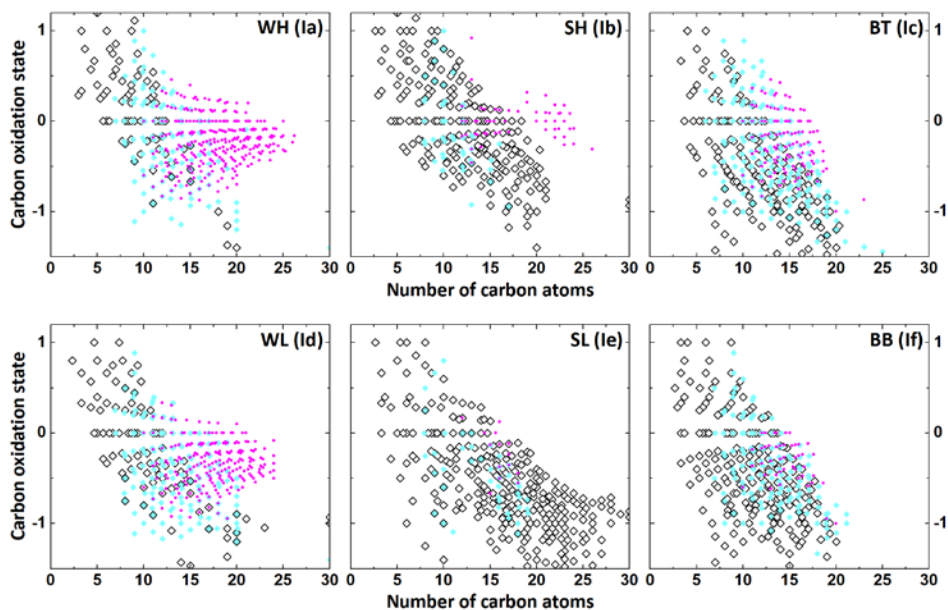 WH (Ia) SH (Ib) BT (Ic)
1 1
0 0
-1 -1
Carbon oxidation state
0 5 10 15 20 25 30 0 5 10 15 20 25 30 0 5 10 15 20 25 30
Number of carbon atoms
WL (Id) SL (Ie) BB (If)
1 1
0 0
-1 -1
Carbon oxidation state
0 5 10 15 20 25 30 0 5 10 15 20 25 30 0 5 10 15 20 25 30
Number of carbon atoms